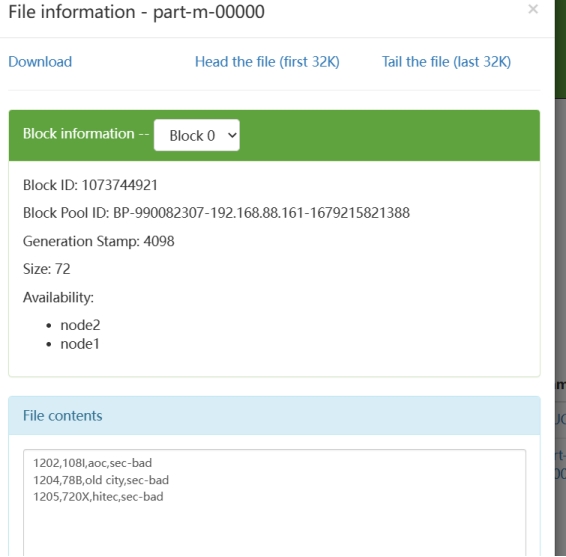 File information - part-m-00000
×
Download
Head the file (first 32K)
Tail the file (last 32K)
Block information --
Block 0
Block ID: 1073744921
Block Pool ID: BP-990082307-192.168.88.161-1679215821388
Generation Stamp: 4098
Size: 72
Availability:
node2
node1
File contents
1202,108I,aoc,sec-bad
1204,78B,old city,sec-bad
1205,720X,hitec,sec-bad